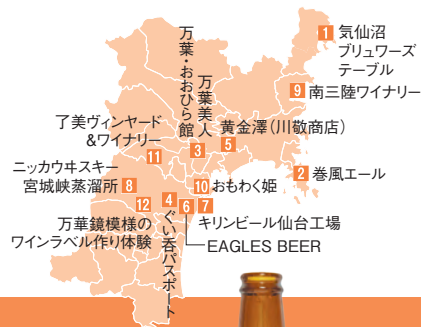 1 気仙沼
ブリュワーズ
テーブル
9 南三陸ワイナリー
万葉・おおひら館
万葉美人
3
黄金澤（川敬商店）
5
了美ヴィンヤード
&ワイナリー
11
2 巻風エール
ニッカウヰスキー
宮城峡蒸溜所 8
10 おもわく姫
12
万華鏡模様の
ワインラベル作り体験
4
ぐい呑パスポート
6 7
キリンビール仙台工場
EAGLES BEER